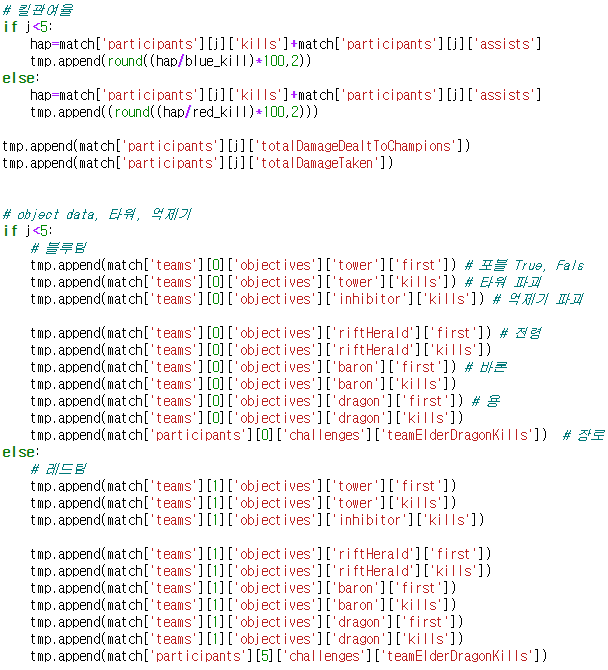 # 킬관여율
if j<5:
    hap=match['participants'][j]['kills']+match['participants'][j]['assists']
    tmp.append(round((hap/blue_kill)*100,2))
else:
    hap=match['participants'][j]['kills']+match['participants'][j]['assists']
    tmp.append((round((hap/red_kill)*100,2)))

tmp.append(match['participants'][j]['totalDamageDealtToChampions'])
tmp.append(match['participants'][j]['totalDamageTaken'])


# object data, 타워, 억제기
if j<5:
    # 블루팀
    tmp.append(match['teams'][0]['objectives']['tower']['first']) # 포블 True, Fals
    tmp.append(match['teams'][0]['objectives']['tower']['kills']) # 타워 파괴
    tmp.append(match['teams'][0]['objectives']['inhibitor']['kills']) # 억제기 파괴

    tmp.append(match['teams'][0]['objectives']['riftHerald']['first']) # 전령
    tmp.append(match['teams'][0]['objectives']['riftHerald']['kills'])
    tmp.append(match['teams'][0]['objectives']['baron']['first']) # 바론
    tmp.append(match['teams'][0]['objectives']['baron']['kills'])
    tmp.append(match['teams'][0]['objectives']['dragon']['first']) # 용
    tmp.append(match['teams'][0]['objectives']['dragon']['kills'])
    tmp.append(match['participants'][0]['challenges']['teamElderDragonKills'])  # 장로
else:
    # 레드팀
    tmp.append(match['teams'][1]['objectives']['tower']['first'])
    tmp.append(match['teams'][1]['objectives']['tower']['kills'])
    tmp.append(match['teams'][1]['objectives']['inhibitor']['kills'])

    tmp.append(match['teams'][1]['objectives']['riftHerald']['first'])
    tmp.append(match['teams'][1]['objectives']['riftHerald']['kills'])
    tmp.append(match['teams'][1]['objectives']['baron']['first'])
    tmp.append(match['teams'][1]['objectives']['baron']['kills'])
    tmp.append(match['teams'][1]['objectives']['dragon']['first'])
    tmp.append(match['teams'][1]['objectives']['dragon']['kills'])
    tmp.append(match['participants'][5]['challenges']['teamElderDragonKills'])